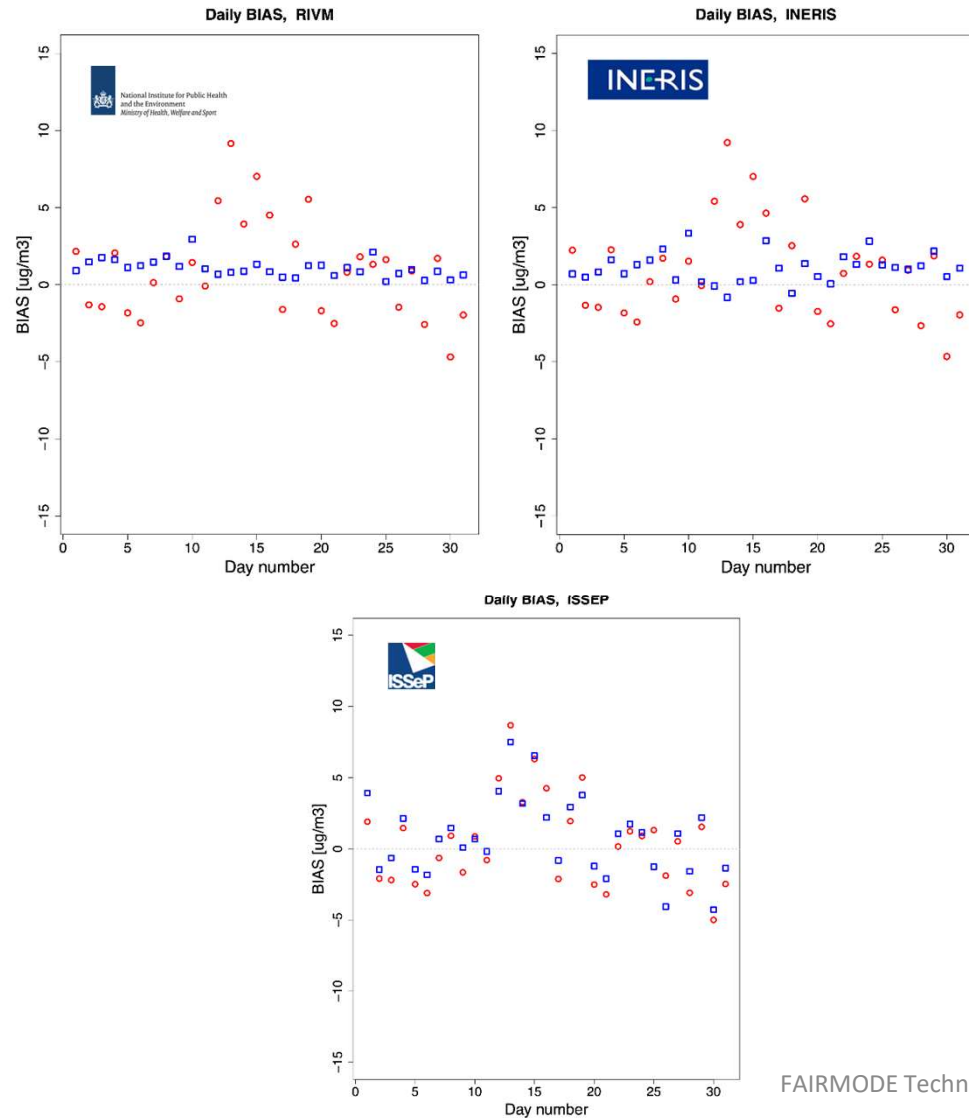 Daily BIAS, RIVM
National Institute for Public Health
and the Environment
Ministry of Health, Welfare and Sport
BIAS [ug/m3]
15
10
5
0
−5
−10
−15
0 5 10 15 20 25 30
Day number
Daily BIAS, INERIS
INERIS
BIAS [ug/m3]
15
10
5
0
−5
−10
−15
0 5 10 15 20 25 30
Day number
Daily BIAS, ISSEP
ISSeP
BIAS [ug/m3]
15
10
5
0
−5
−10
−15
0 5 10 15 20 25 30
Day number
FAIRMODE Techn